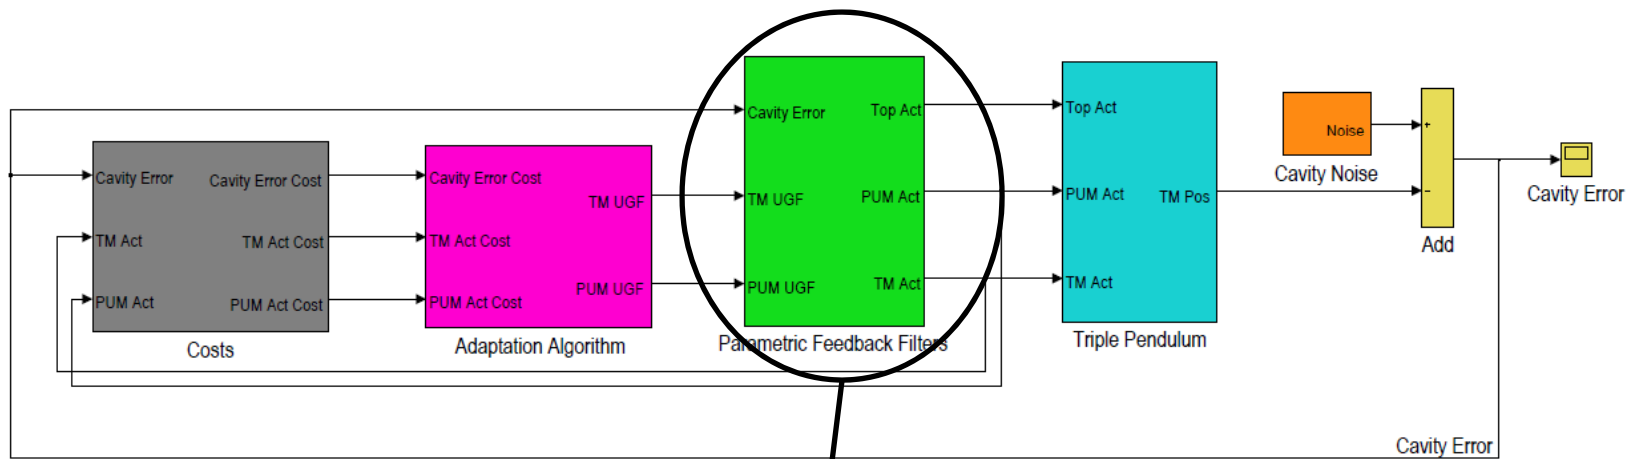 Cavity Error
TM Act
PUM Act
Cavity Error Cost
TM Act Cost
PUM Act Cost
Costs
Cavity Error Cost
TM Act Cost
PUM Act Cost
TM UGF
PUM UGF
Adaptation Algorithm
Cavity Error
TM UGF
PUM UGF
Top Act
PUM Act
TM Act
Parametric Feedback Filters
Top Act
PUM Act
TM Act
TM Pos
Triple Pendulum
Noise
Cavity Noise
+
-
Add
Cavity Error
Cavity Error